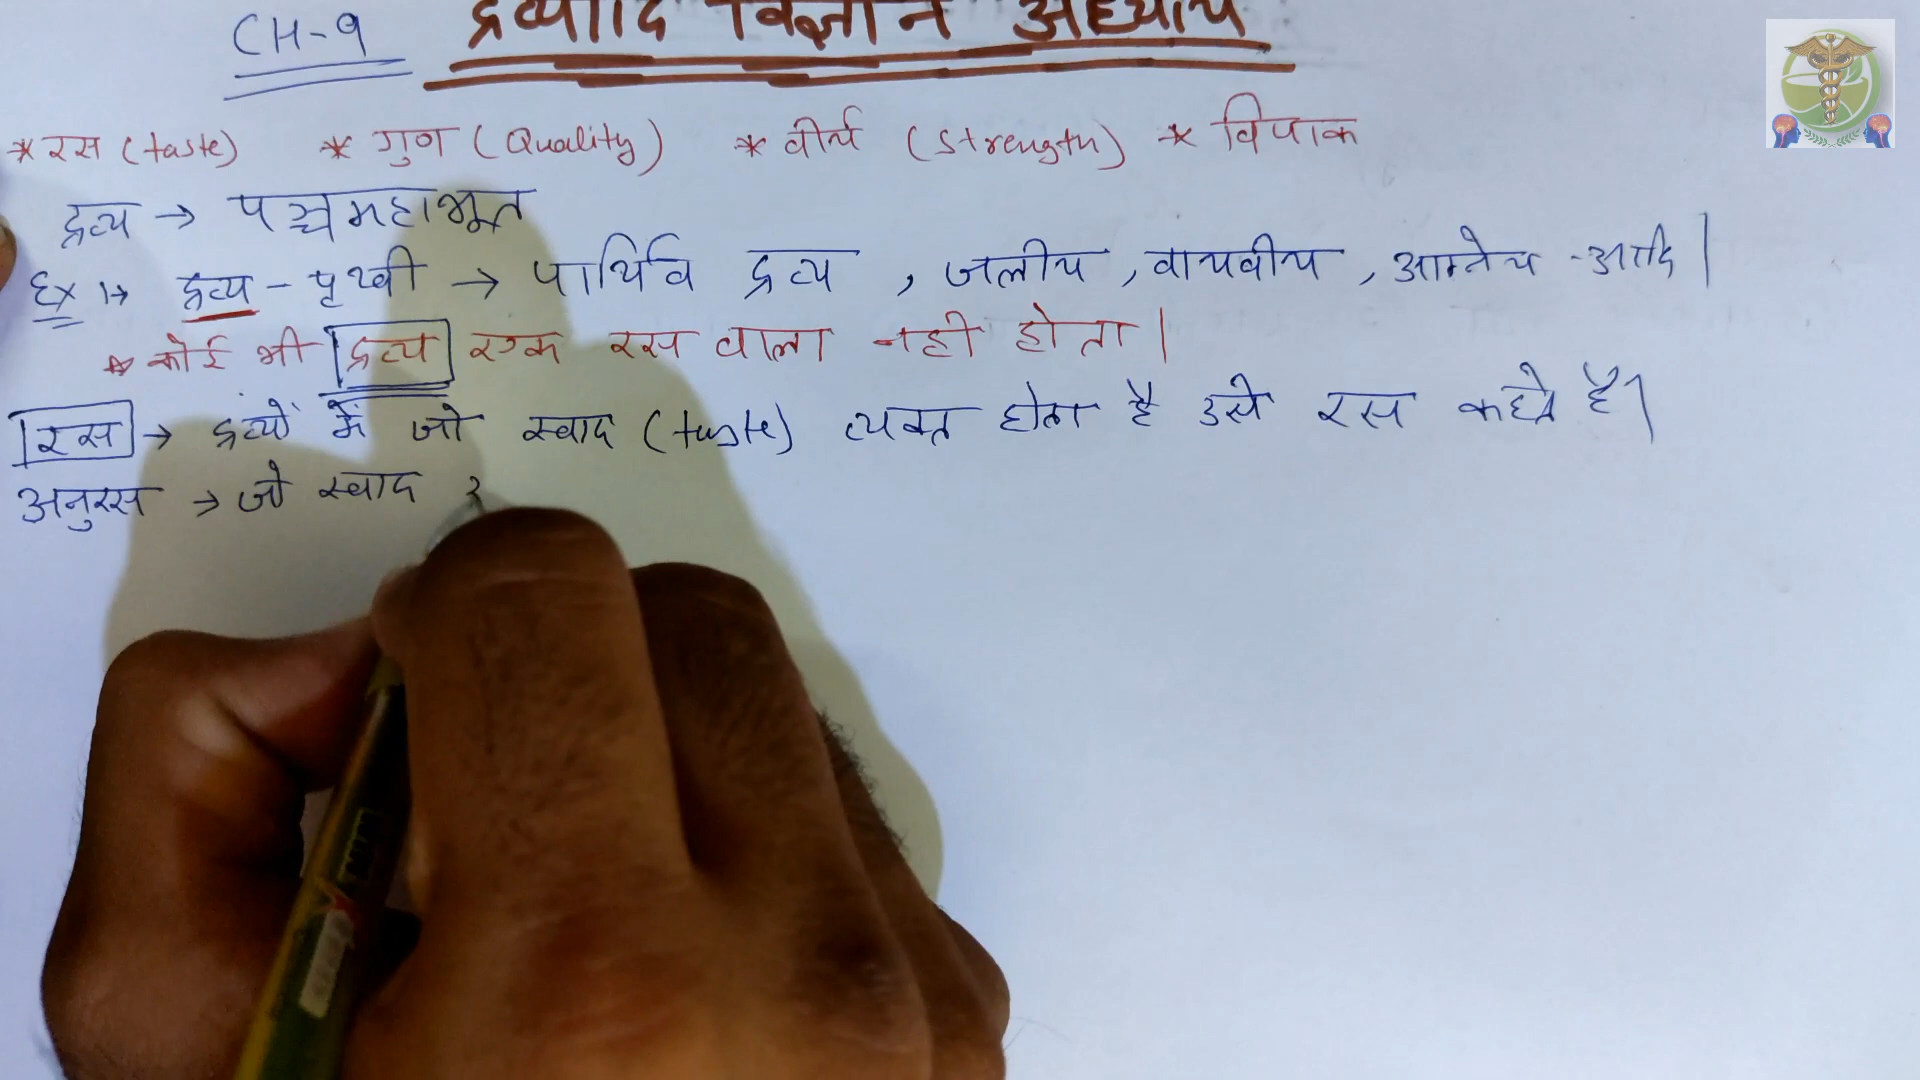 CH-9 द्रव्यादि विज्ञान अध्याय
* रस (taste) * गुण (Quality) * वीर्य (Strength) * विपाक
द्रव्य → पञ्चमहाभूत
Ex 1→ द्रव्य - पृथ्वी → पार्थिव द्रव्य , जलीय , वायवीय , आग्नेय - आदि |
* कोई भी द्रव्य एक रस वाला नही होता |
रस → द्रव्यों में जो स्वाद (taste) व्यक्त होता है उसे रस कहते है |
अनुरस → जो स्वाद